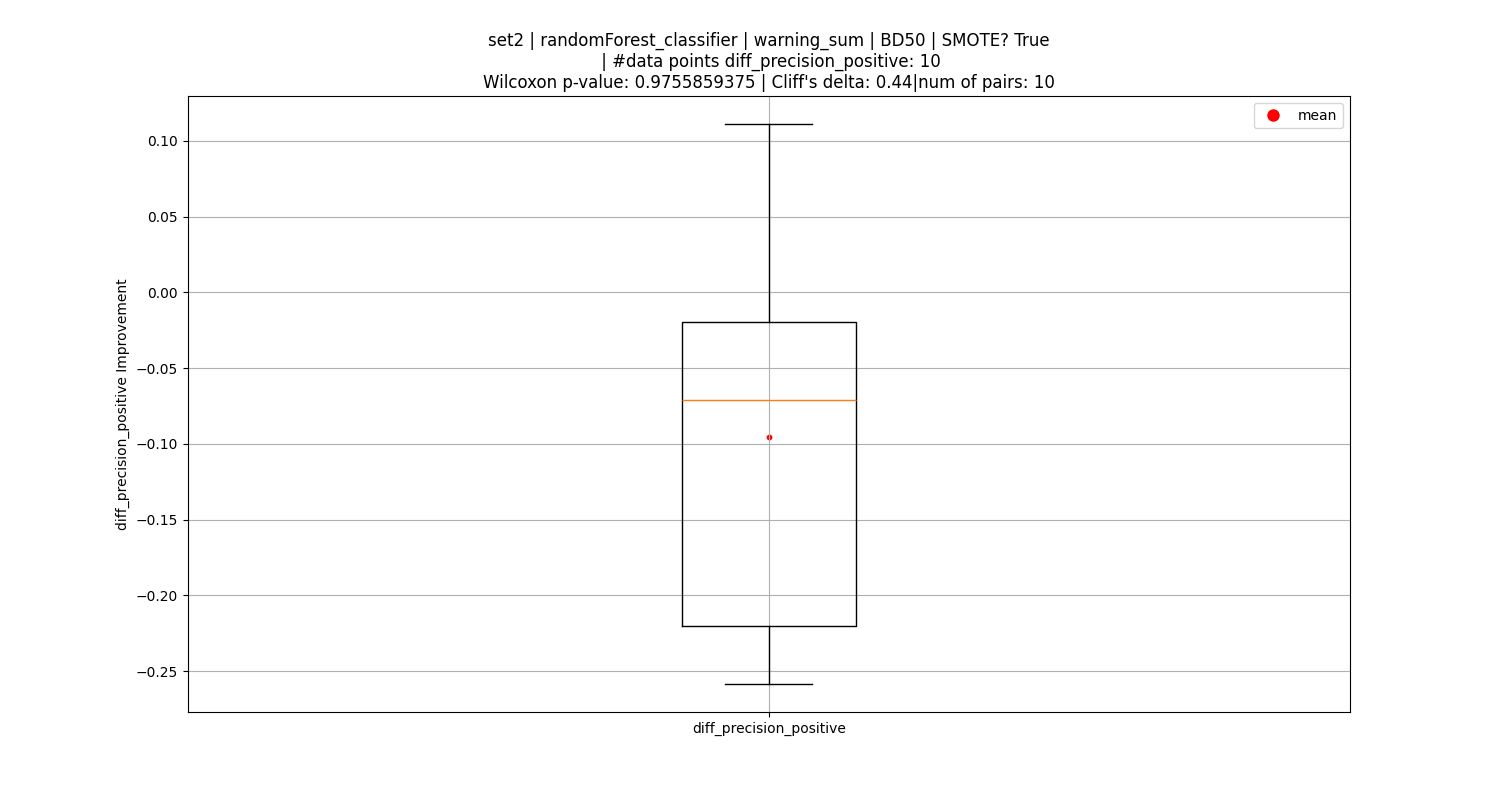 set2 | randomForest_classifier | warning_sum | BD50 | SMOTE? True
| #data points diff_precision_positive: 10
Wilcoxon p-value: 0.9755859375 | Cliff's delta: 0.44|num of pairs: 10
mean
0.10
0.05
0.00
−0.05
−0.10
−0.15
−0.20
−0.25
diff_precision_positive Improvement
diff_precision_positive